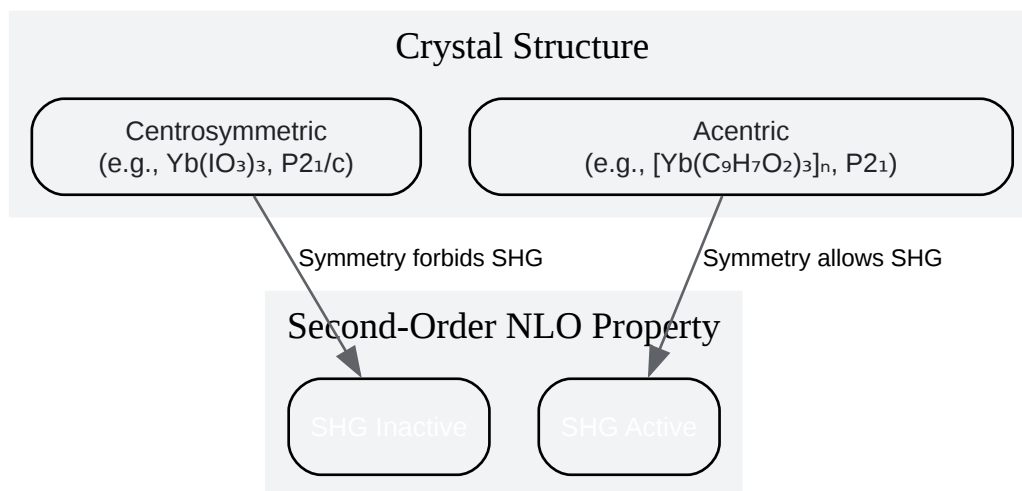 Crystal Structure
Centrosymmetric
(e.g., Yb(IO₃)₃, P2₁/c)
Acentric
(e.g., [Yb(C₉H₇O₂)₃]ₙ, P2₁)
Symmetry forbids SHG
Symmetry allows SHG
Second-Order NLO Property
SHG Inactive
SHG Active